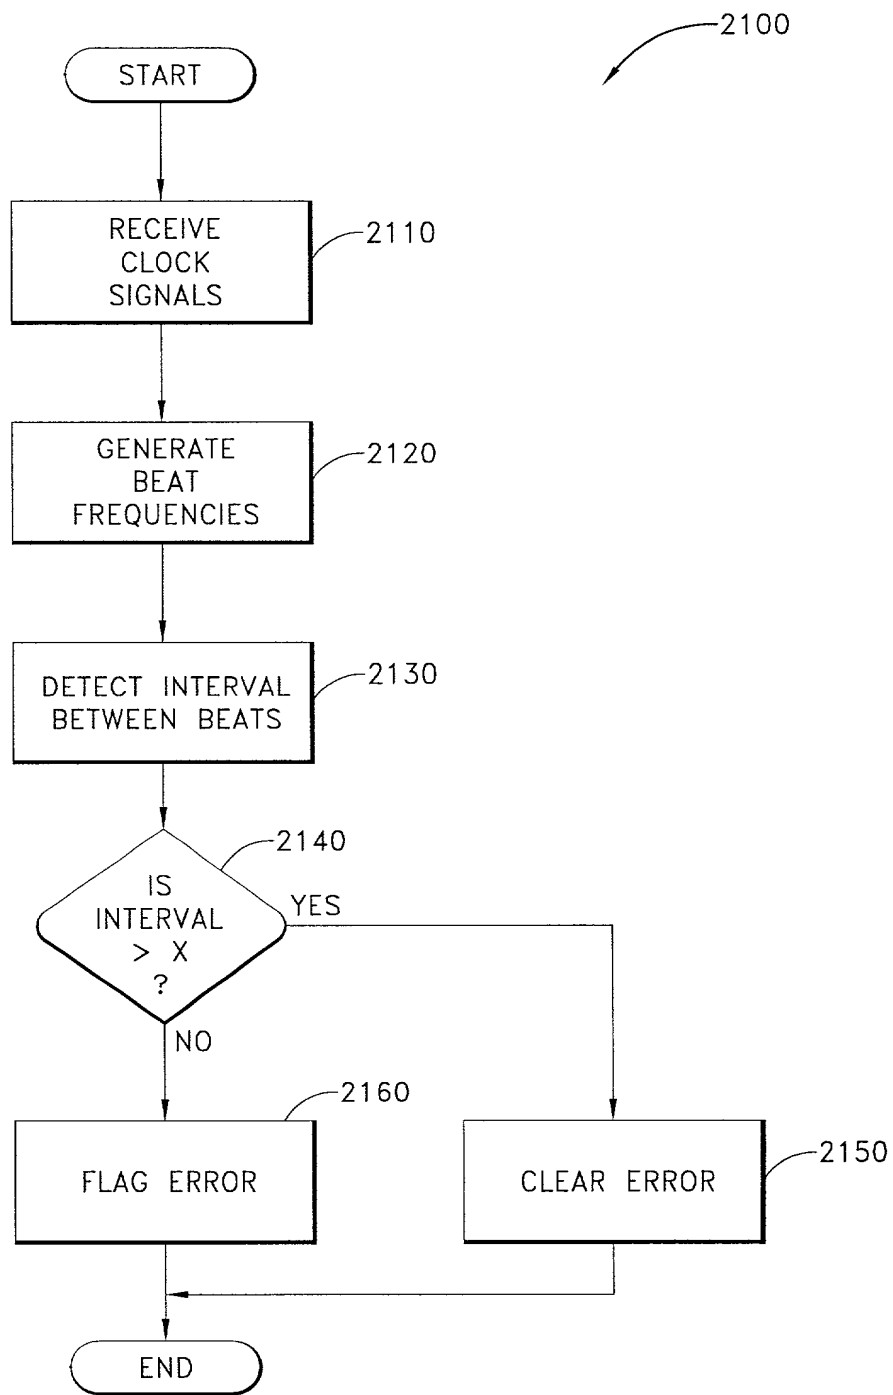 2100
START
RECEIVE
CLOCK
SIGNALS
2110
GENERATE
BEAT
FREQUENCIES
2120
DETECT INTERVAL
BETWEEN BEATS
2130
2140
IS
INTERVAL
> X
?
YES
NO
2160
FLAG ERROR
CLEAR ERROR
2150
END